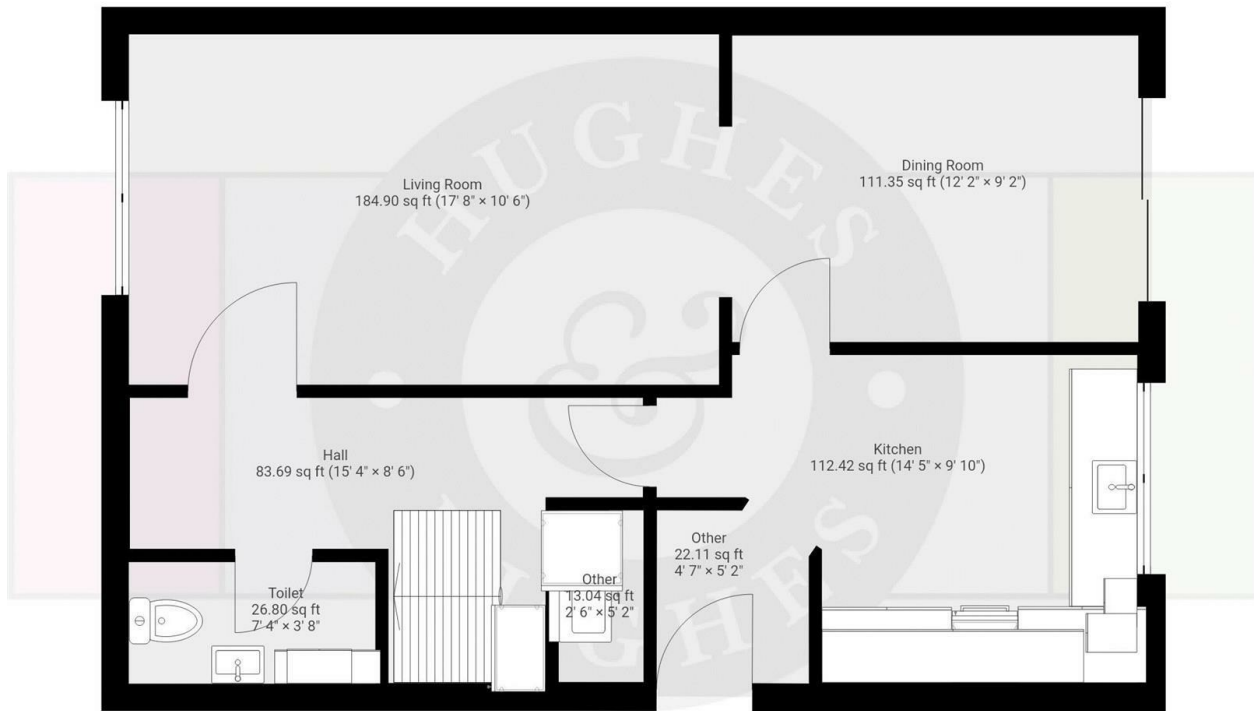 HUGHES
Living Room
184.90 sq ft (17' 8" × 10' 6")
Dining Room
111.35 sq ft (12' 2" × 9' 2")
&
Hall
83.69 sq ft (15' 4" × 8' 6")
Kitchen
112.42 sq ft (14' 5" × 9' 10")
Other
22.11 sq ft
4' 7" × 5' 2"
Other
13.04 sq ft
2' 6" × 5' 2"
Toilet
26.80 sq ft
7' 4" × 3' 8"